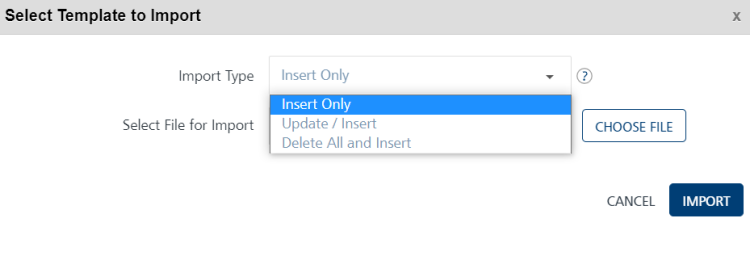 Select Template to Import x
Import Type Insert Only ?
Insert Only
Select File for Import Update / Insert CHOOSE FILE
Delete All and Insert
CANCEL IMPORT